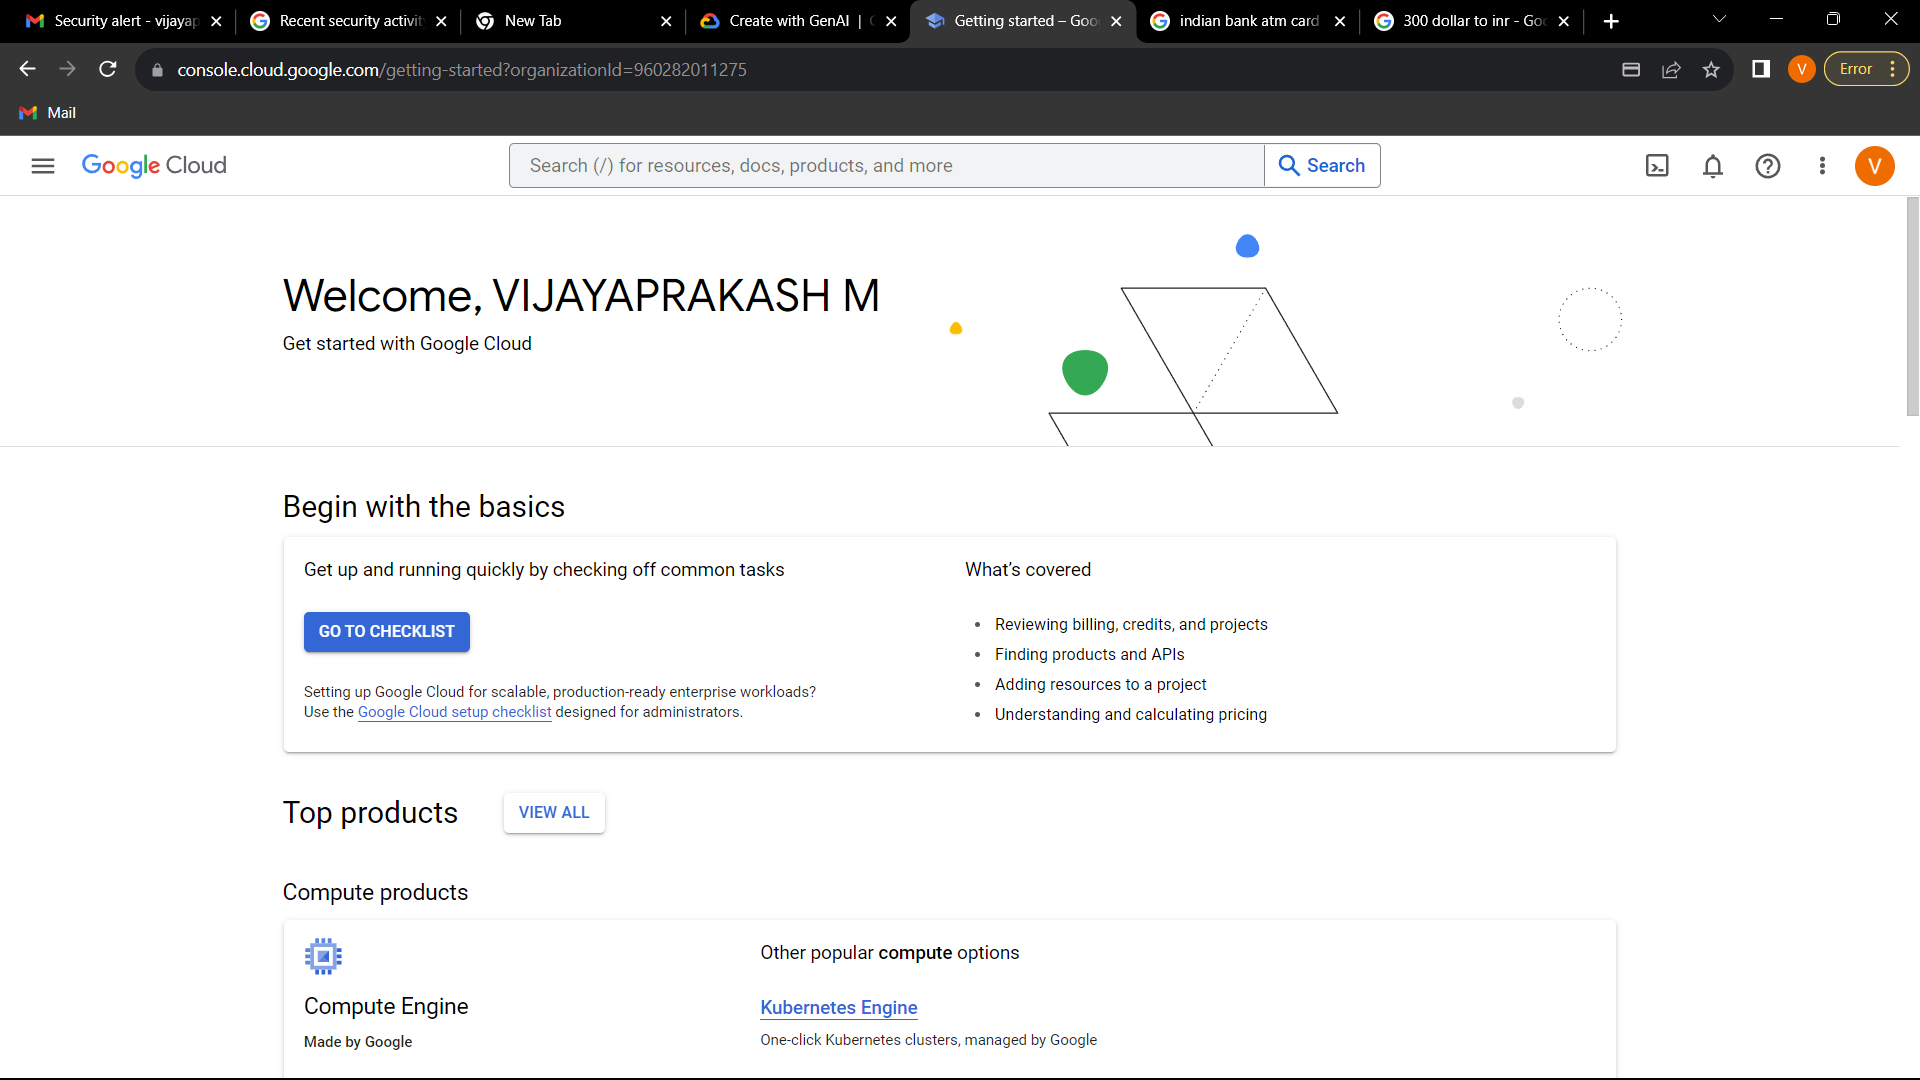 Security alert - vijayap
Recent security activit
New Tab
Create with GenAI |
Getting started – Goo
indian bank atm card
300 dollar to inr - Goo
console.cloud.google.com/getting-started?organizationId=960282011275
V
Error
Mail
Google Cloud
Search (/) for resources, docs, products, and more
Search
V
Welcome, VIJAYAPRAKASH M
Get started with Google Cloud
Begin with the basics
Get up and running quickly by checking off common tasks
GO TO CHECKLIST
Setting up Google Cloud for scalable, production-ready enterprise workloads?
Use the Google Cloud setup checklist designed for administrators.
What's covered
• Reviewing billing, credits, and projects
• Finding products and APIs
• Adding resources to a project
• Understanding and calculating pricing
Top products
VIEW ALL
Compute products
Compute Engine
Made by Google
Other popular compute options
Kubernetes Engine
One-click Kubernetes clusters, managed by Google